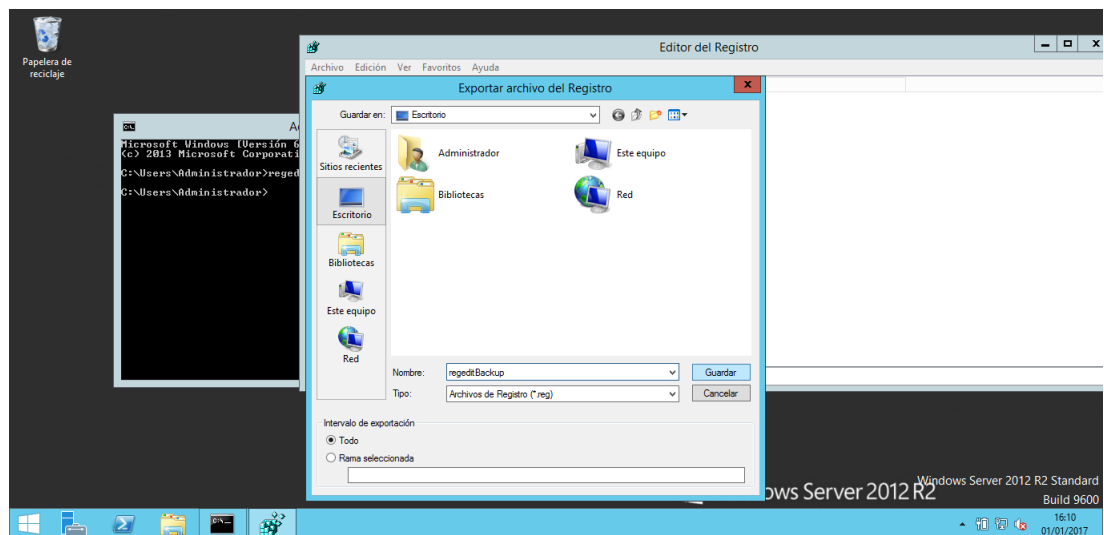 Papelera de
reciclaje
Editor del Registro
Archivo Edición Ver Favoritos Ayuda
Exportar archivo del Registro
Guardar en: Escritorio
Sitios recientes
Escritorio
Bibliotecas
Este equipo
Red
Administrador
Este equipo
Bibliotecas
Red
Nombre: regeditBackup Guardar
Tipo: Archivos de Registro (*.reg) Cancelar
Intervalo de exportación
Todo
Rama seleccionada
Microsoft Windows [Versión 6
(c) 2013 Microsoft Corporati
C:\Users\Administrador>reged
C:\Users\Administrador>
ows Server 2012 R2
Windows Server 2012 R2 Standard
Build 9600
16:10
01/01/2017